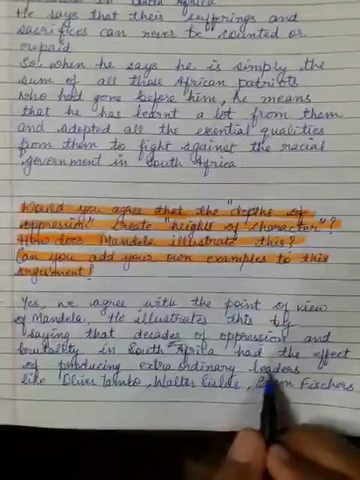 He says that their sufferings and
sacrifices can never be counted or
repaid
So when he says he is simply the
sum of all those African patriots
who had gone before him, he means
that he has learnt a lot from them
and adopted all the essential qualities
from them to fight against the racial
government in South Africa
Would you agree that the "depths of
oppression" create "heights of character"?
How does Mandela illustrate this?
Can you add your own examples to this
argument?
Yes, we agree with the point of view
of Mandela. He illustrates this by
saying that decades of oppression and
brutality in South Africa had the effect
of producing extra ordinary leaders
like Oliver Tambo, Walter Fischers